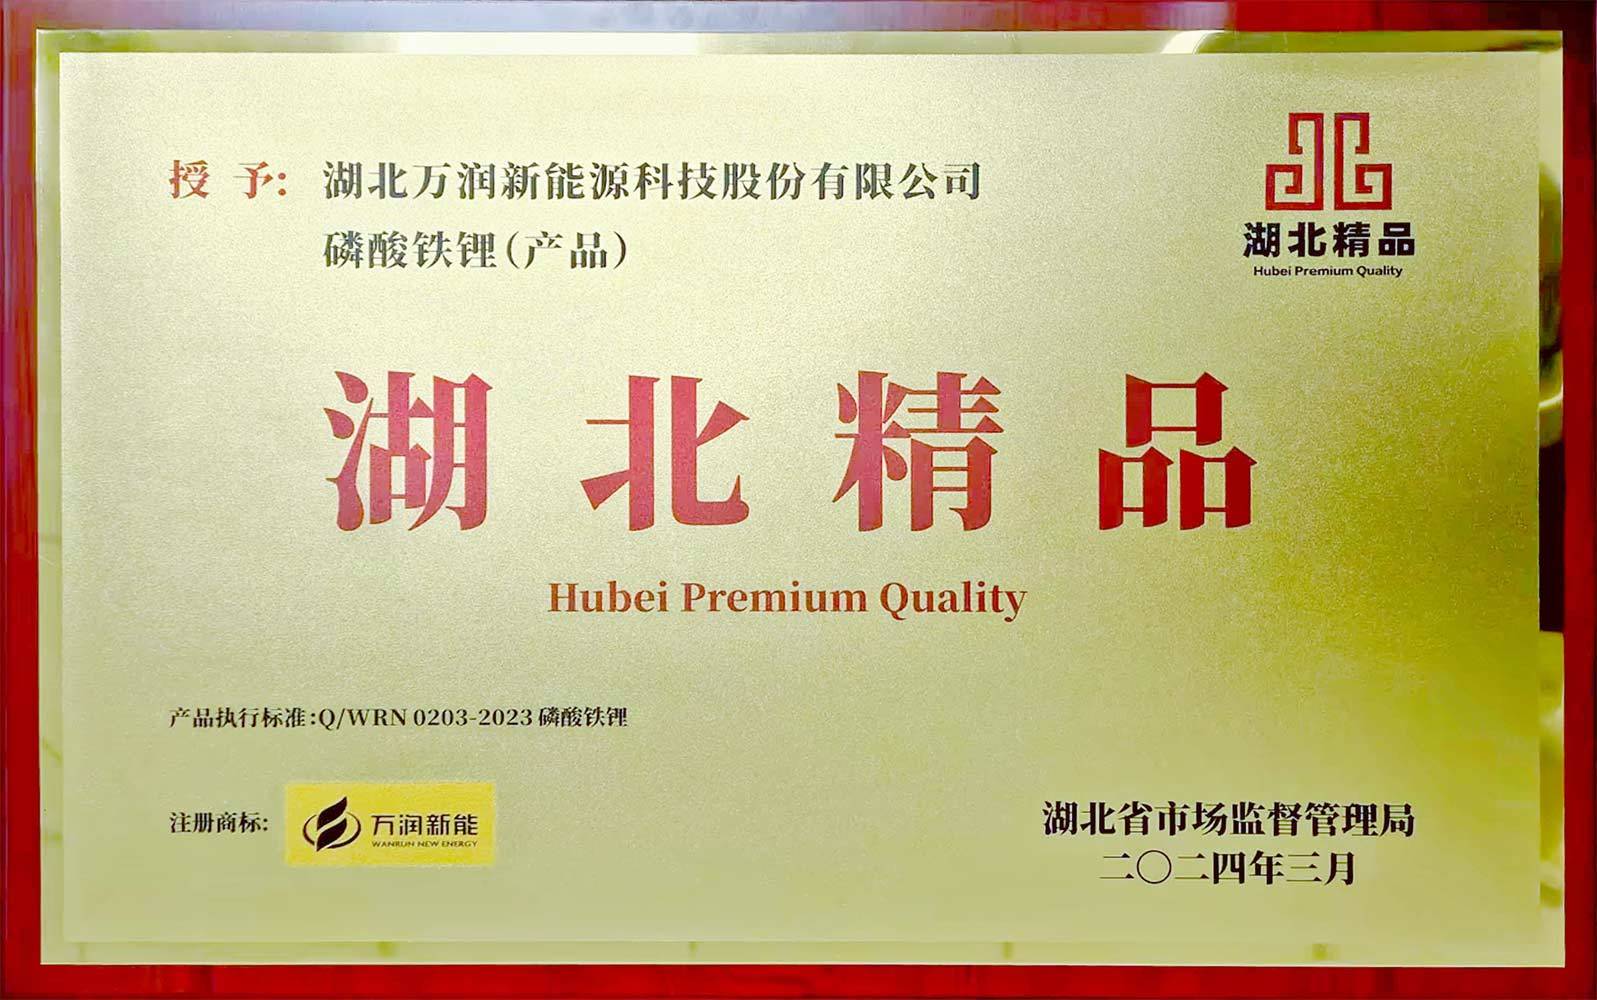 授 予: 湖北万润新能源科技股份有限公司
磷酸铁锂(产品)
湖北精品
Hubei Premium Quality
湖北精品
Hubei Premium Quality
产品执行标准:Q/WRN 0203-2023 磷酸铁锂
注册商标:
万润新能
WANRUN NEW ENERGY
湖北省市场监督管理局
二〇二四年三月